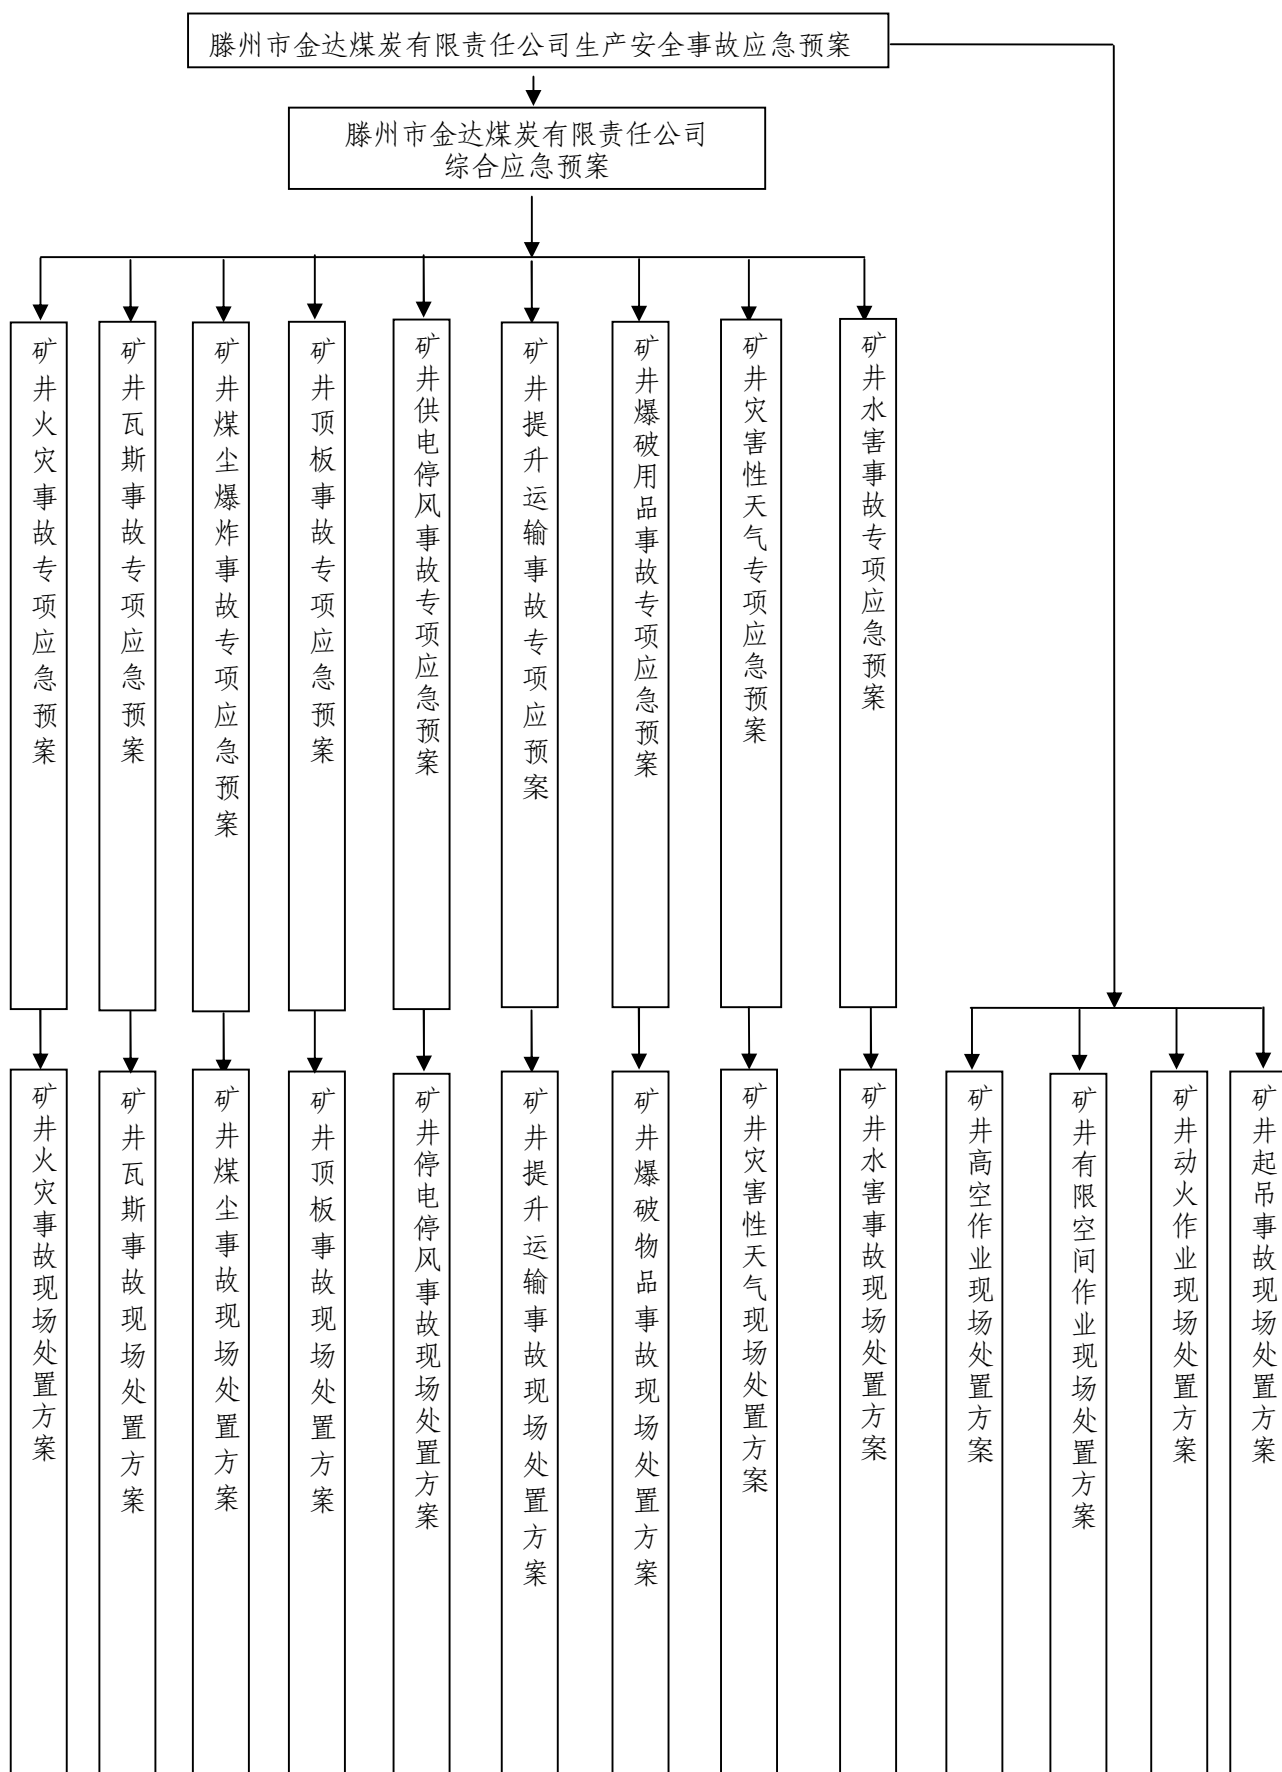 滕州市金达煤炭有限责任公司生产安全事故应急预案
滕州市金达煤炭有限责任公司
综合应急预案
矿井火灾事故专项应急预案
矿井瓦斯事故专项应急预案
矿井煤尘爆炸事故专项应急预案
矿井顶板事故专项应急预案
矿井供电停风事故专项应急预案
矿井提升运输事故专项应预案
矿井爆破用品事故专项应急预案
矿井灾害性天气专项应急预案
矿井水害事故专项应急预案
矿井火灾事故现场处置方案
矿井瓦斯事故现场处置方案
矿井煤尘事故现场处置方案
矿井顶板事故现场处置方案
矿井停电停风事故现场处置方案
矿井提升运输事故现场处置方案
矿井爆破物品事故现场处置方案
矿井灾害性天气现场处置方案
矿井水害事故现场处置方案
矿井高空作业现场处置方案
矿井有限空间作业现场处置方案
矿井动火作业现场处置方案
矿井起吊事故现场处置方案